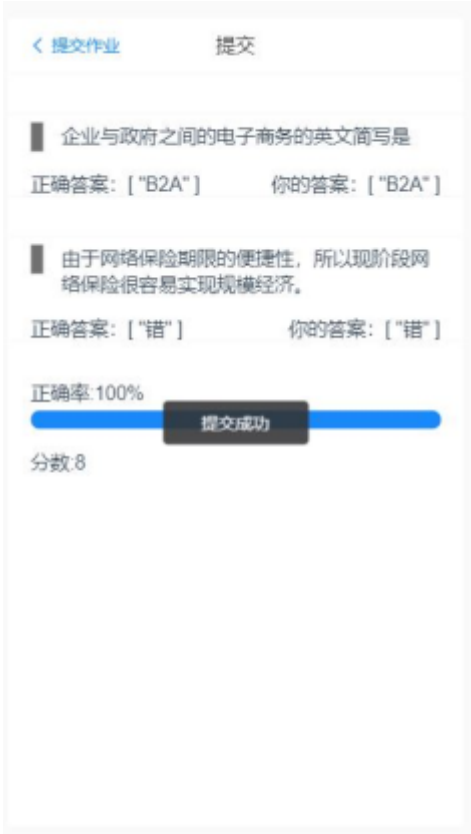 < 提交作业 提交
企业与政府之间的电子商务的英文简写是
正确答案: ["B2A"] 你的答案: ["B2A"]
由于网络保险期限的便捷性，所以现阶段网
络保险很容易实现规模经济。
正确答案: ["错"] 你的答案: ["错"]
正确率:100%
提交成功
分数:8